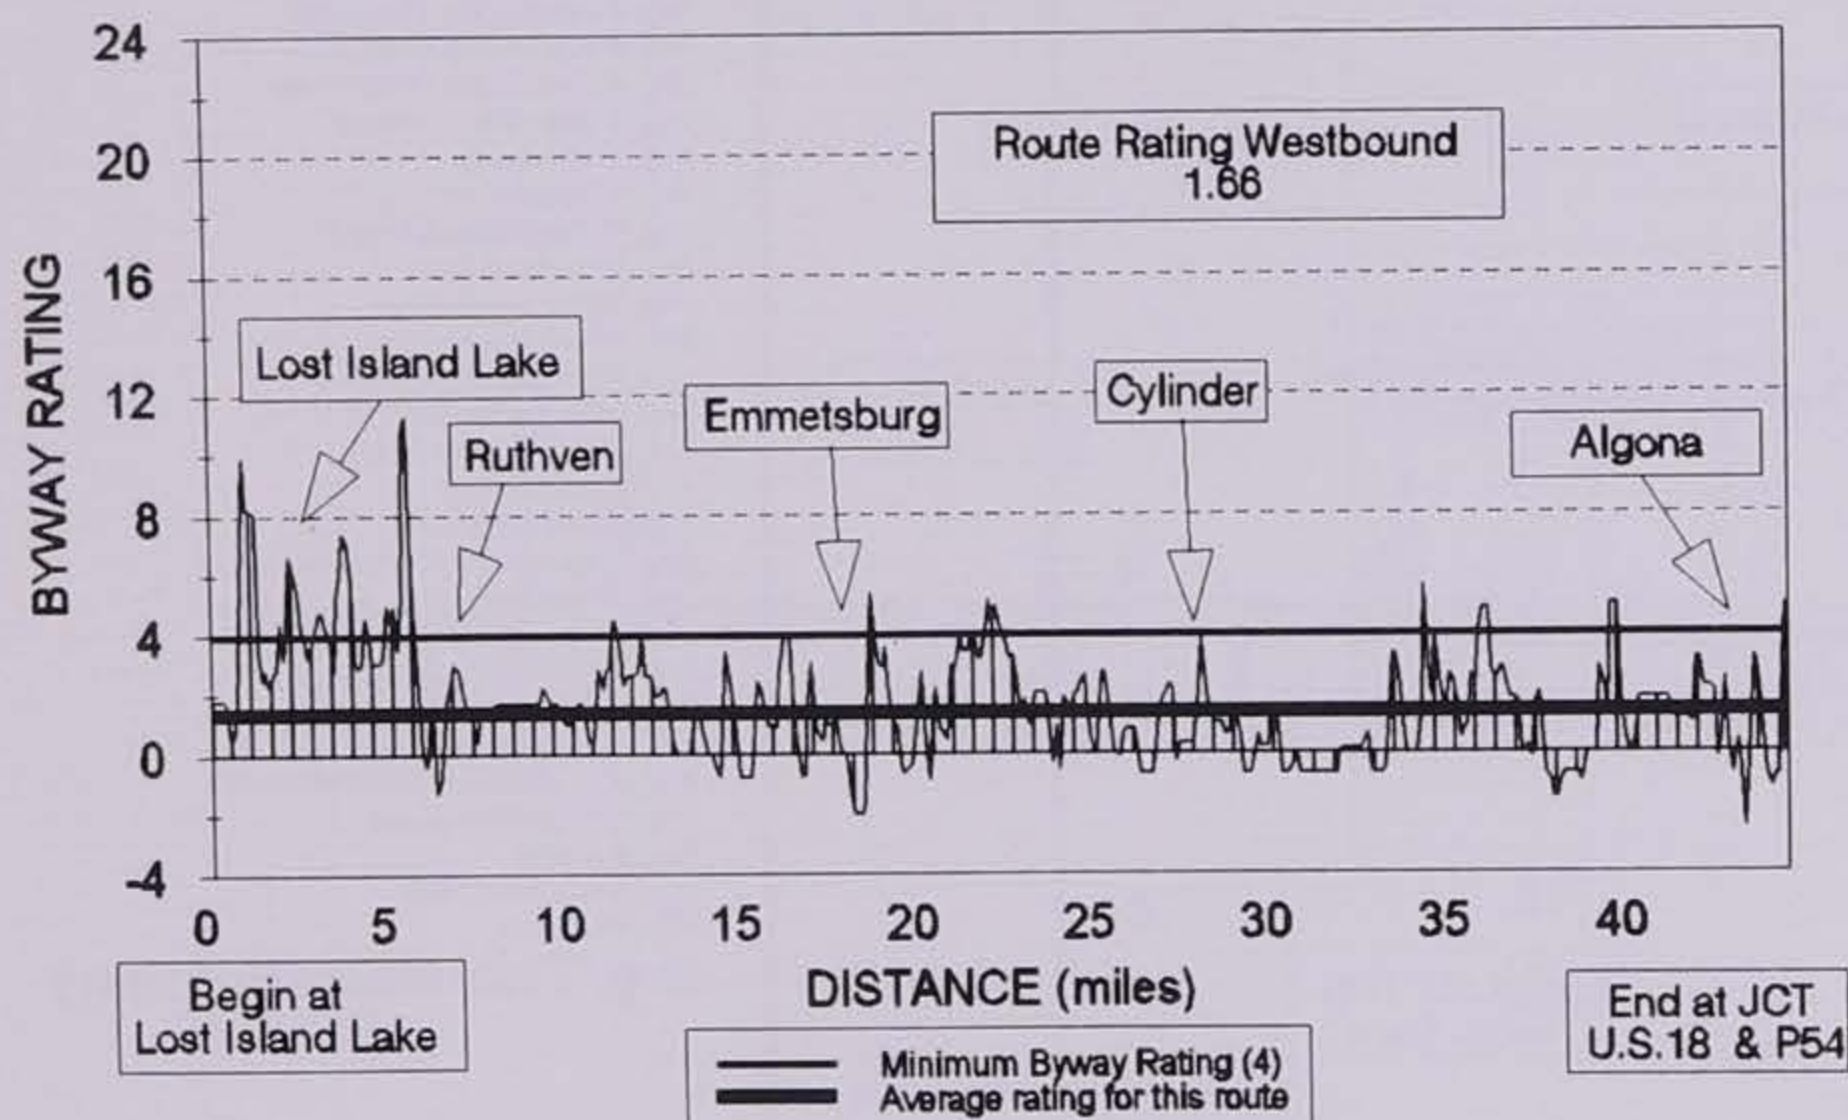 24
20
16
12
8
4
0
-4
BYWAY RATING
Route Rating Westbound
1.66
Lost Island Lake
Ruthven
Emmetsburg
Cylinder
Algona
0 5 10 15 20 25 30 35 40
DISTANCE (miles)
Begin at
Lost Island Lake
End at JCT
U.S.18 & P54
Minimum Byway Rating (4)
Average rating for this route